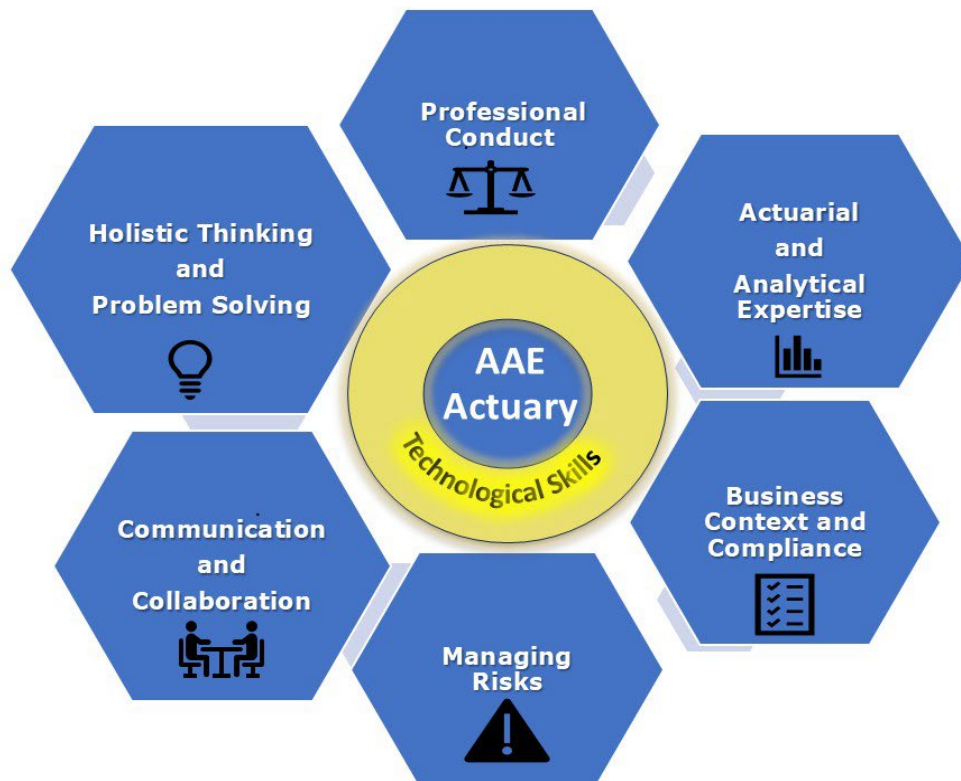 Professional
Conduct
Holistic Thinking
and
Problem Solving
Actuarial
and
Analytical
Expertise
AAE
Actuary
Technological Skills
Business
Context and
Compliance
Communication
and
Collaboration
Managing
Risks